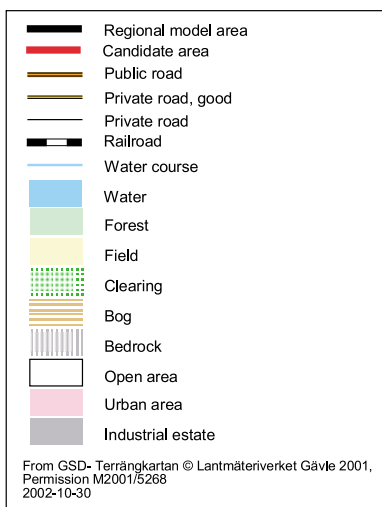 Regional model area
Candidate area
Public road
Private road, good
Private road
Railroad
Water course
Water
Forest
Field
Clearing
Bog
Bedrock
Open area
Urban area
Industrial estate
From GSD- Terrängkartan © Lantmäteriverket Gävle 2001,
Permission M2001/5268
2002-10-30